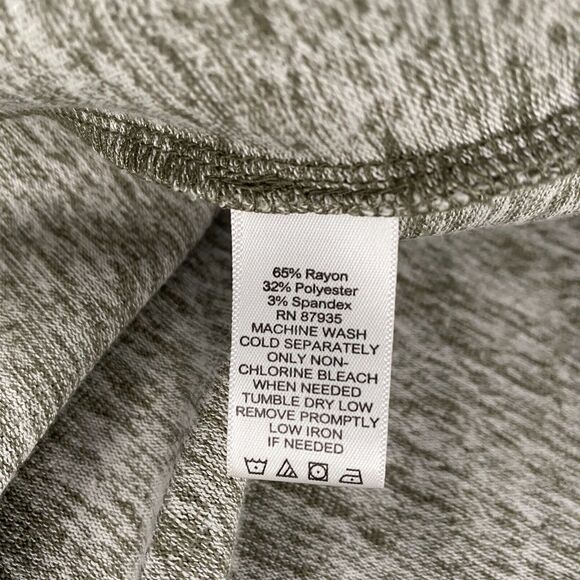 65% Rayon
32% Polyester
3% Spandex
RN 87935
MACHINE WASH
COLD SEPARATELY
ONLY NON-
CHLORINE BLEACH
WHEN NEEDED
TUMBLE DRY LOW
REMOVE PROMPTLY
LOW IRON
IF NEEDED